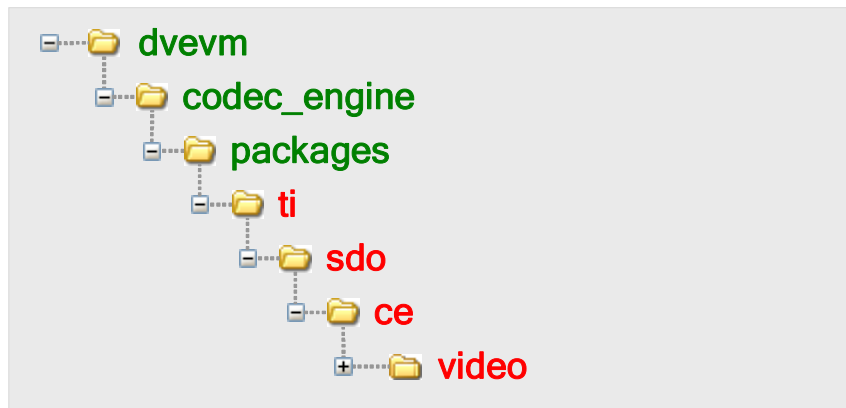 dvevm
codec_engine
packages
ti
sdo
ce
video